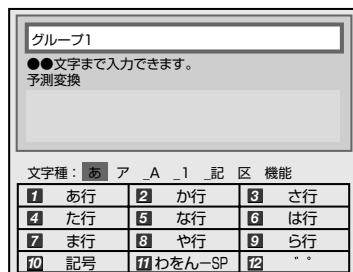 グループ1
●●文字まで入力できます。
予測変換
文字種： あ ア _A _1 _記 区 機能
1 あ行 2 か行 3 さ行
4 た行 5 な行 6 は行
7 ま行 8 や行 9 ら行
10 記号 11 わをんーSP 12 ゛゜